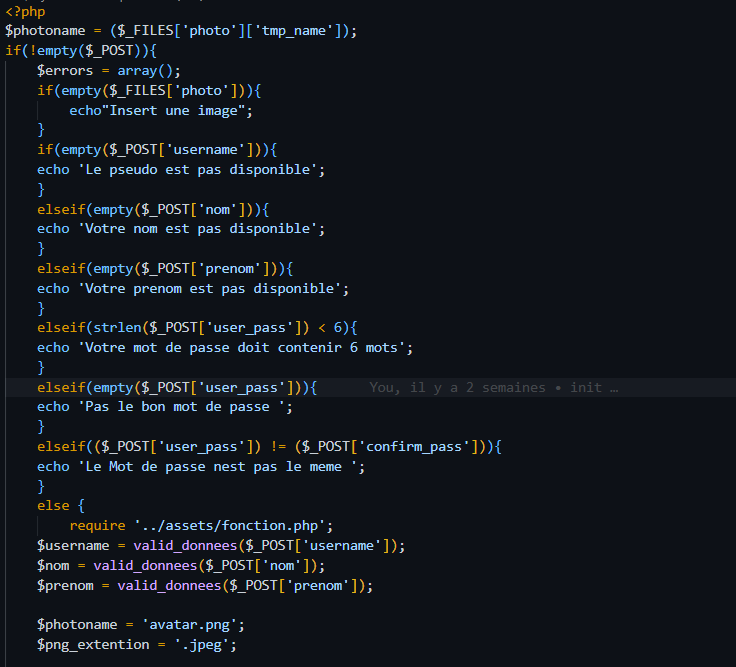 <?php
$photoname = ($_FILES['photo']['tmp_name']);
if(!empty($_POST)){
    $errors = array();
    if(empty($_FILES['photo'])){
        echo"Insert une image";
    }
    if(empty($_POST['username'])){
    echo 'Le pseudo est pas disponible';
    }
    elseif(empty($_POST['nom'])){
    echo 'Votre nom est pas disponible';
    }
    elseif(empty($_POST['prenom'])){
    echo 'Votre prenom est pas disponible';
    }
    elseif(strlen($_POST['user_pass']) < 6){
    echo 'Votre mot de passe doit contenir 6 mots';
    }
    elseif(empty($_POST['user_pass'])){ You, il y a 2 semaines • init …
    echo 'Pas le bon mot de passe ';
    }
    elseif(($_POST['user_pass']) != ($_POST['confirm_pass'])){
    echo 'Le Mot de passe nest pas le meme ';
    }
    else {
        require '../assets/fonction.php';
    $username = valid_donnees($_POST['username']);
    $nom = valid_donnees($_POST['nom']);
    $prenom = valid_donnees($_POST['prenom']);

    $photoname = 'avatar.png';
    $png_extention = '.jpeg';